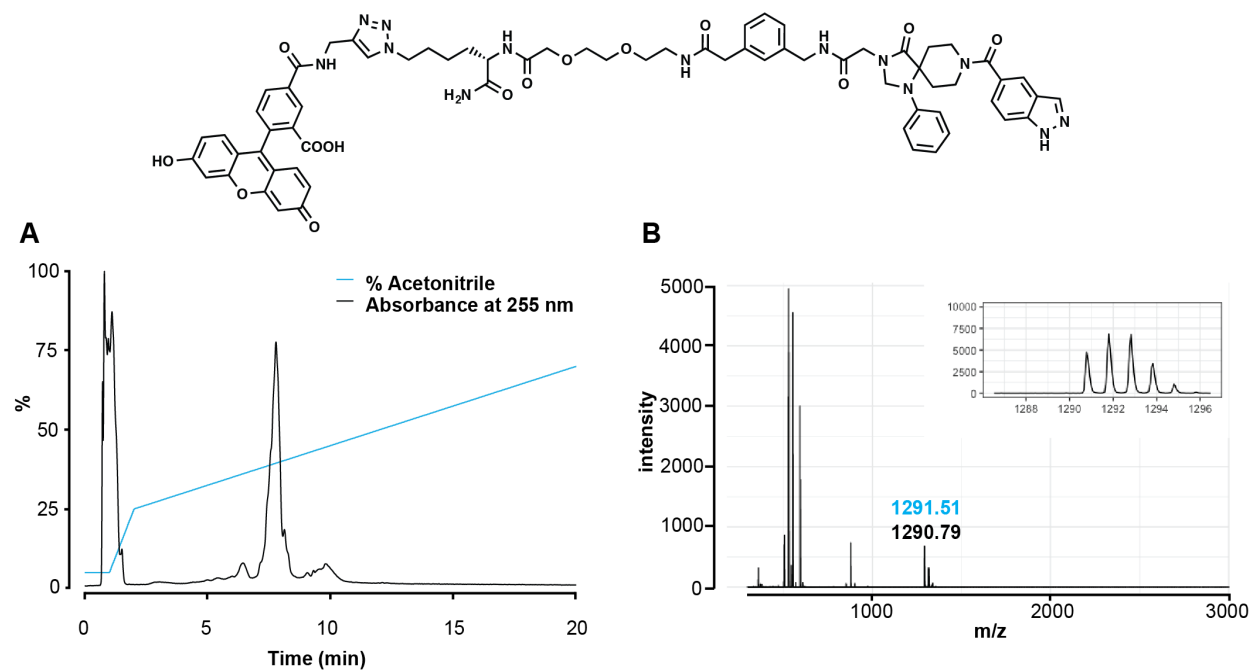 N
N
N
O
NH
O
H
N
O
O
O
N
H
O
H
N
O
N
O
N
N
O
N
N
H
H₂N
O
COOH
HO
O
O
A
B
100
75
50
25
0
%
% Acetonitrile
Absorbance at 255 nm
0 5 10 15 20
Time (min)
5000
4000
3000
2000
1000
0
intensity
10000
7500
5000
2500
0
1288 1290 1292 1294 1296
1291.51
1290.79
1000 2000 3000
m/z